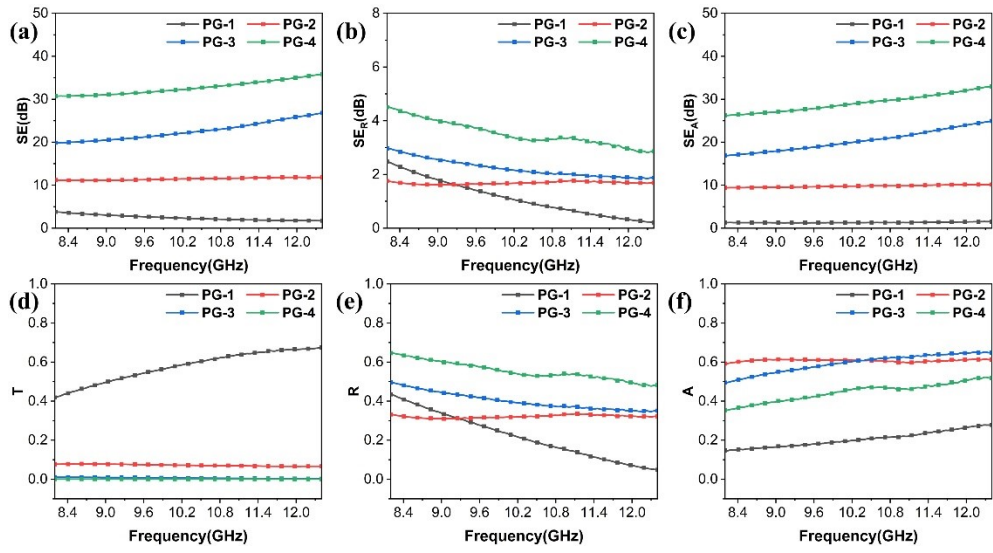 (a)
PG-1 PG-2
PG-3 PG-4
50
40
30
20
10
0
SE(dB)
8.4 9.0 9.6 10.2 10.8 11.4 12.0
Frequency(GHz)
(b)
PG-1 PG-2
PG-3 PG-4
8
6
4
2
0
SER(dB)
8.4 9.0 9.6 10.2 10.8 11.4 12.0
Frequency(GHz)
(c)
PG-1 PG-2
PG-3 PG-4
50
40
30
20
10
0
SEA(dB)
8.4 9.0 9.6 10.2 10.8 11.4 12.0
Frequency(GHz)
(d)
PG-1 PG-2
PG-3 PG-4
1.0
0.8
0.6
0.4
0.2
0.0
T
8.4 9.0 9.6 10.2 10.8 11.4 12.0
Frequency(GHz)
(e)
PG-1 PG-2
PG-3 PG-4
1.0
0.8
0.6
0.4
0.2
0.0
R
8.4 9.0 9.6 10.2 10.8 11.4 12.0
Frequency(GHz)
(f)
PG-1 PG-2
PG-3 PG-4
1.0
0.8
0.6
0.4
0.2
0.0
A
8.4 9.0 9.6 10.2 10.8 11.4 12.0
Frequency(GHz)